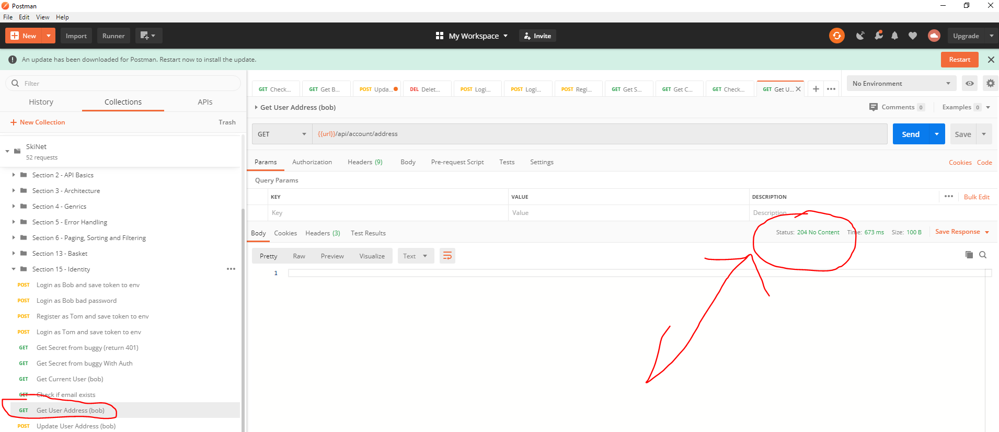 Postman
File Edit View Help
New Import Runner My Workspace Invite Upgrade
An update has been downloaded for Postman. Restart now to install the update. Restart
Filter
History Collections APIs
New Collection Trash
SkiNet
52 requests
Section 2 - API Basics
Section 3 - Architecture
Section 4 - Genrics
Section 5 - Error Handling
Section 6 - Paging, Sorting and Filtering
Section 13 - Basket
Section 15 - Identity
POST Login as Bob and save token to env
POST Login as Bob bad password
POST Register as Tom and save token to env
POST Login as Tom and save token to env
GET Get Secret from buggy (return 401)
GET Get Secret from buggy With Auth
GET Get Current User (bob)
GET Check if email exists
GET Get User Address (bob)
POST Update User Address (bob)
GET Check... GET Get B... POST Upda... DEL Delet... POST Logi... POST Logi... POST Regi... GET Get S... GET Get C... GET Check... GET Get U... No Environment
Get User Address (bob) Comments 0 Examples 0
GET {{url}}/api/account/address Send Save
Params Authorization Headers (9) Body Pre-request Script Tests Settings Cookies Code
Query Params
KEY VALUE DESCRIPTION Bulk Edit
Key Value Description
Body Cookies Headers (3) Test Results Status: 204 No Content Time: 673 ms Size: 100 B Save Response
Pretty Raw Preview Visualize Text
1